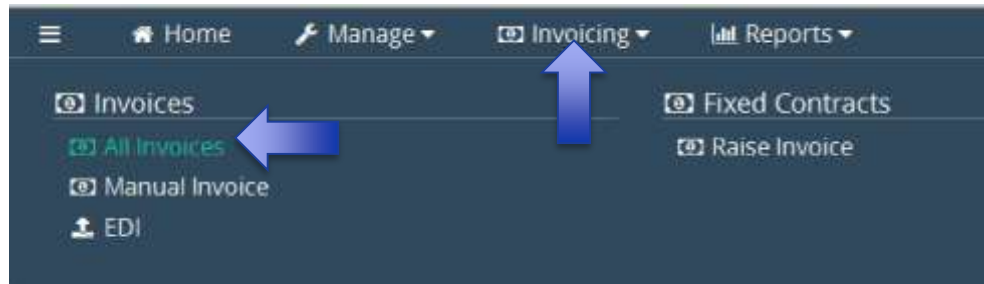 Home Manage Invoicing Reports
Invoices Fixed Contracts
All Invoices Raise Invoice
Manual Invoice
EDI